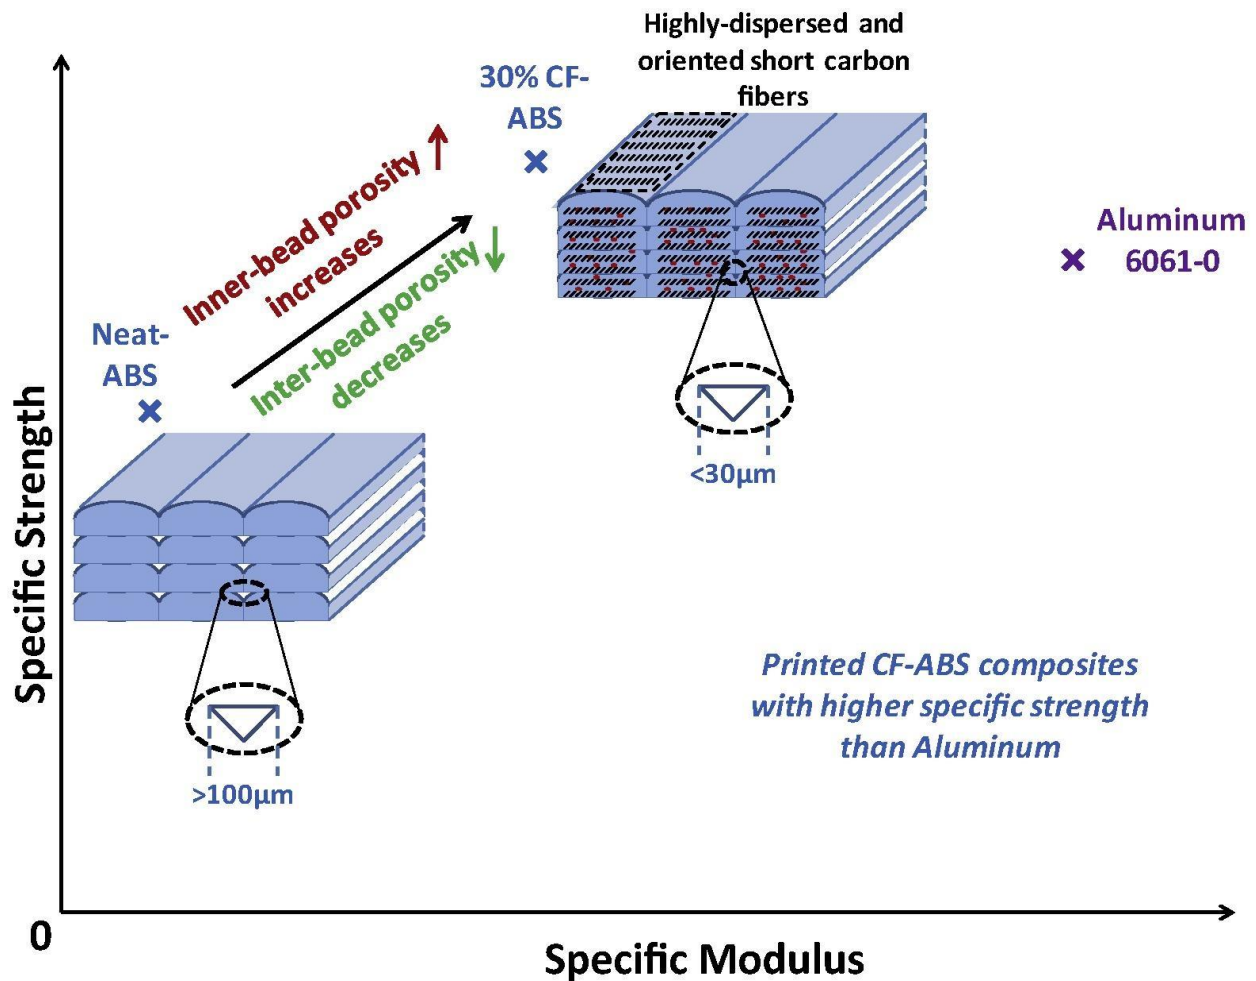 Highly-dispersed and
oriented short carbon
fibers
30% CF-
ABS
Inner-bead porosity
increases
Inter-bead porosity
decreases
Aluminum
6061-0
Neat-
ABS
<30μm
>100μm
Printed CF-ABS composites
with higher specific strength
than Aluminum
Specific Strength
0
Specific Modulus